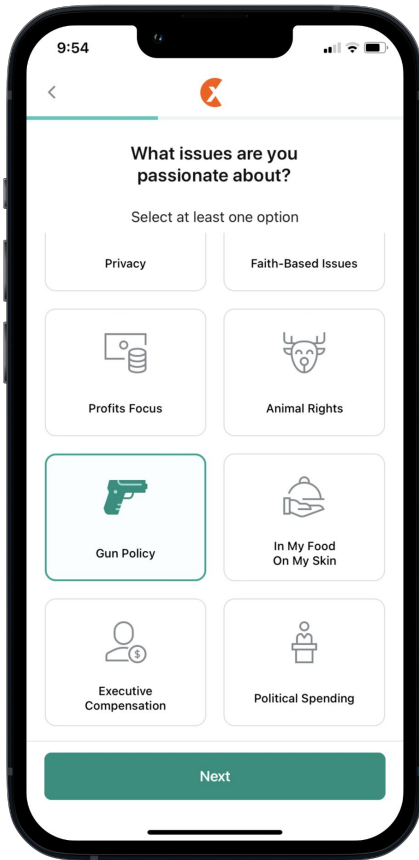 9:54
What issues are you
passionate about?
Select at least one option
Privacy
Faith-Based Issues
Profits Focus
Animal Rights
Gun Policy
In My Food
On My Skin
Executive
Compensation
Political Spending
Next